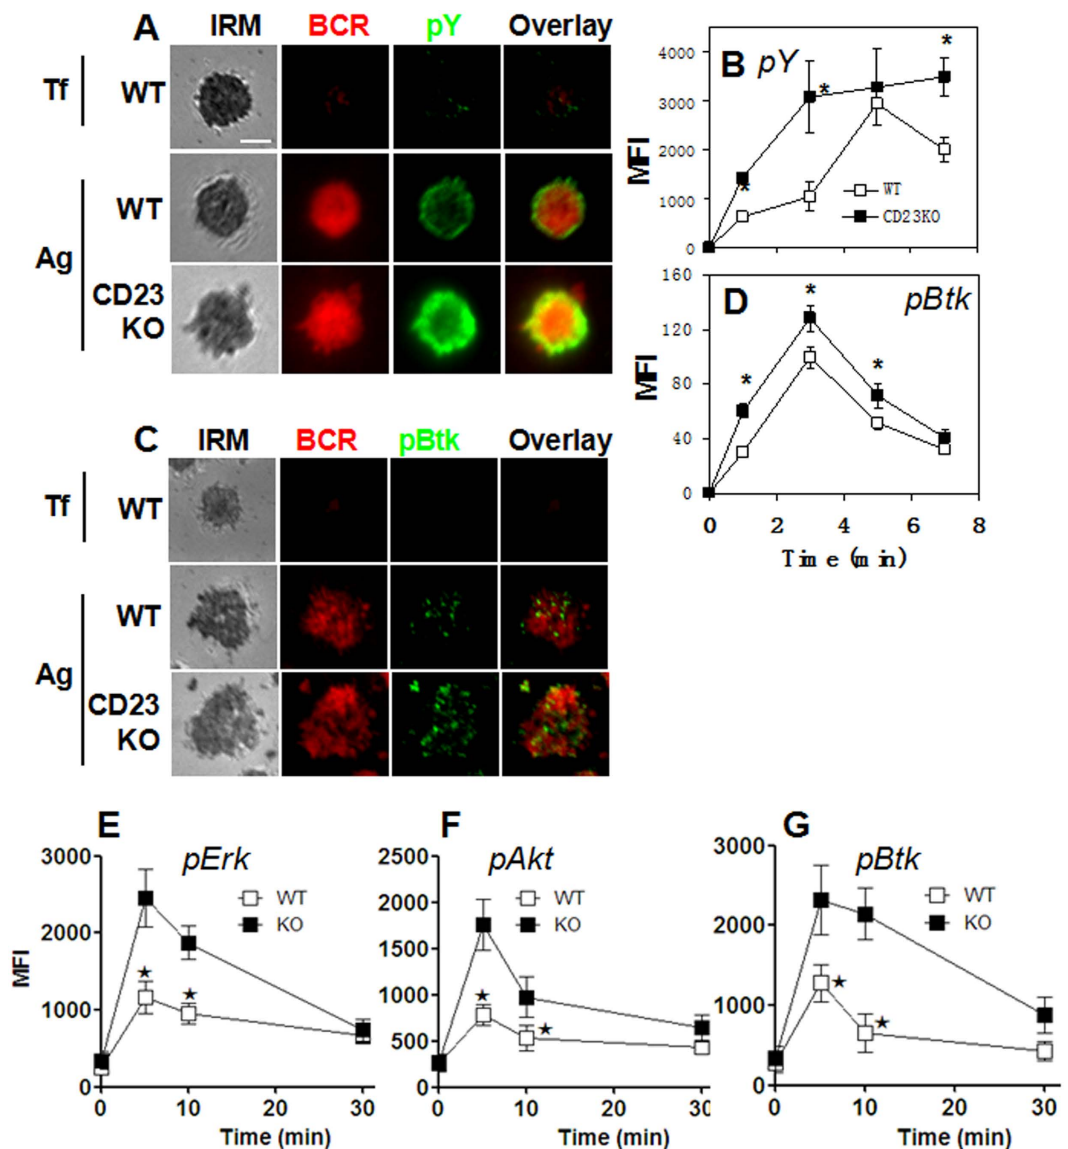 A IRM BCR pY Overlay
Tf WT
Ag WT
CD23
KO
B pY
MFI
4000
3000
2000
1000
0
* * * 
WT
CD23KO
D pBtk
MFI
160
120
80
40
0
* * *
0 2 4 6 8
Time (min)
C IRM BCR pBtk Overlay
Tf WT
Ag WT
CD23
KO
E pErk
MFI
3000
2000
1000
0
WT
KO
★ ★
0 10 20 30
Time (min)
F pAkt
2500
2000
1500
1000
500
0
WT
KO
★ ★
0 10 20 30
Time (min)
G pBtk
3000
2000
1000
0
WT
KO
★ ★
0 10 20 30
Time (min)